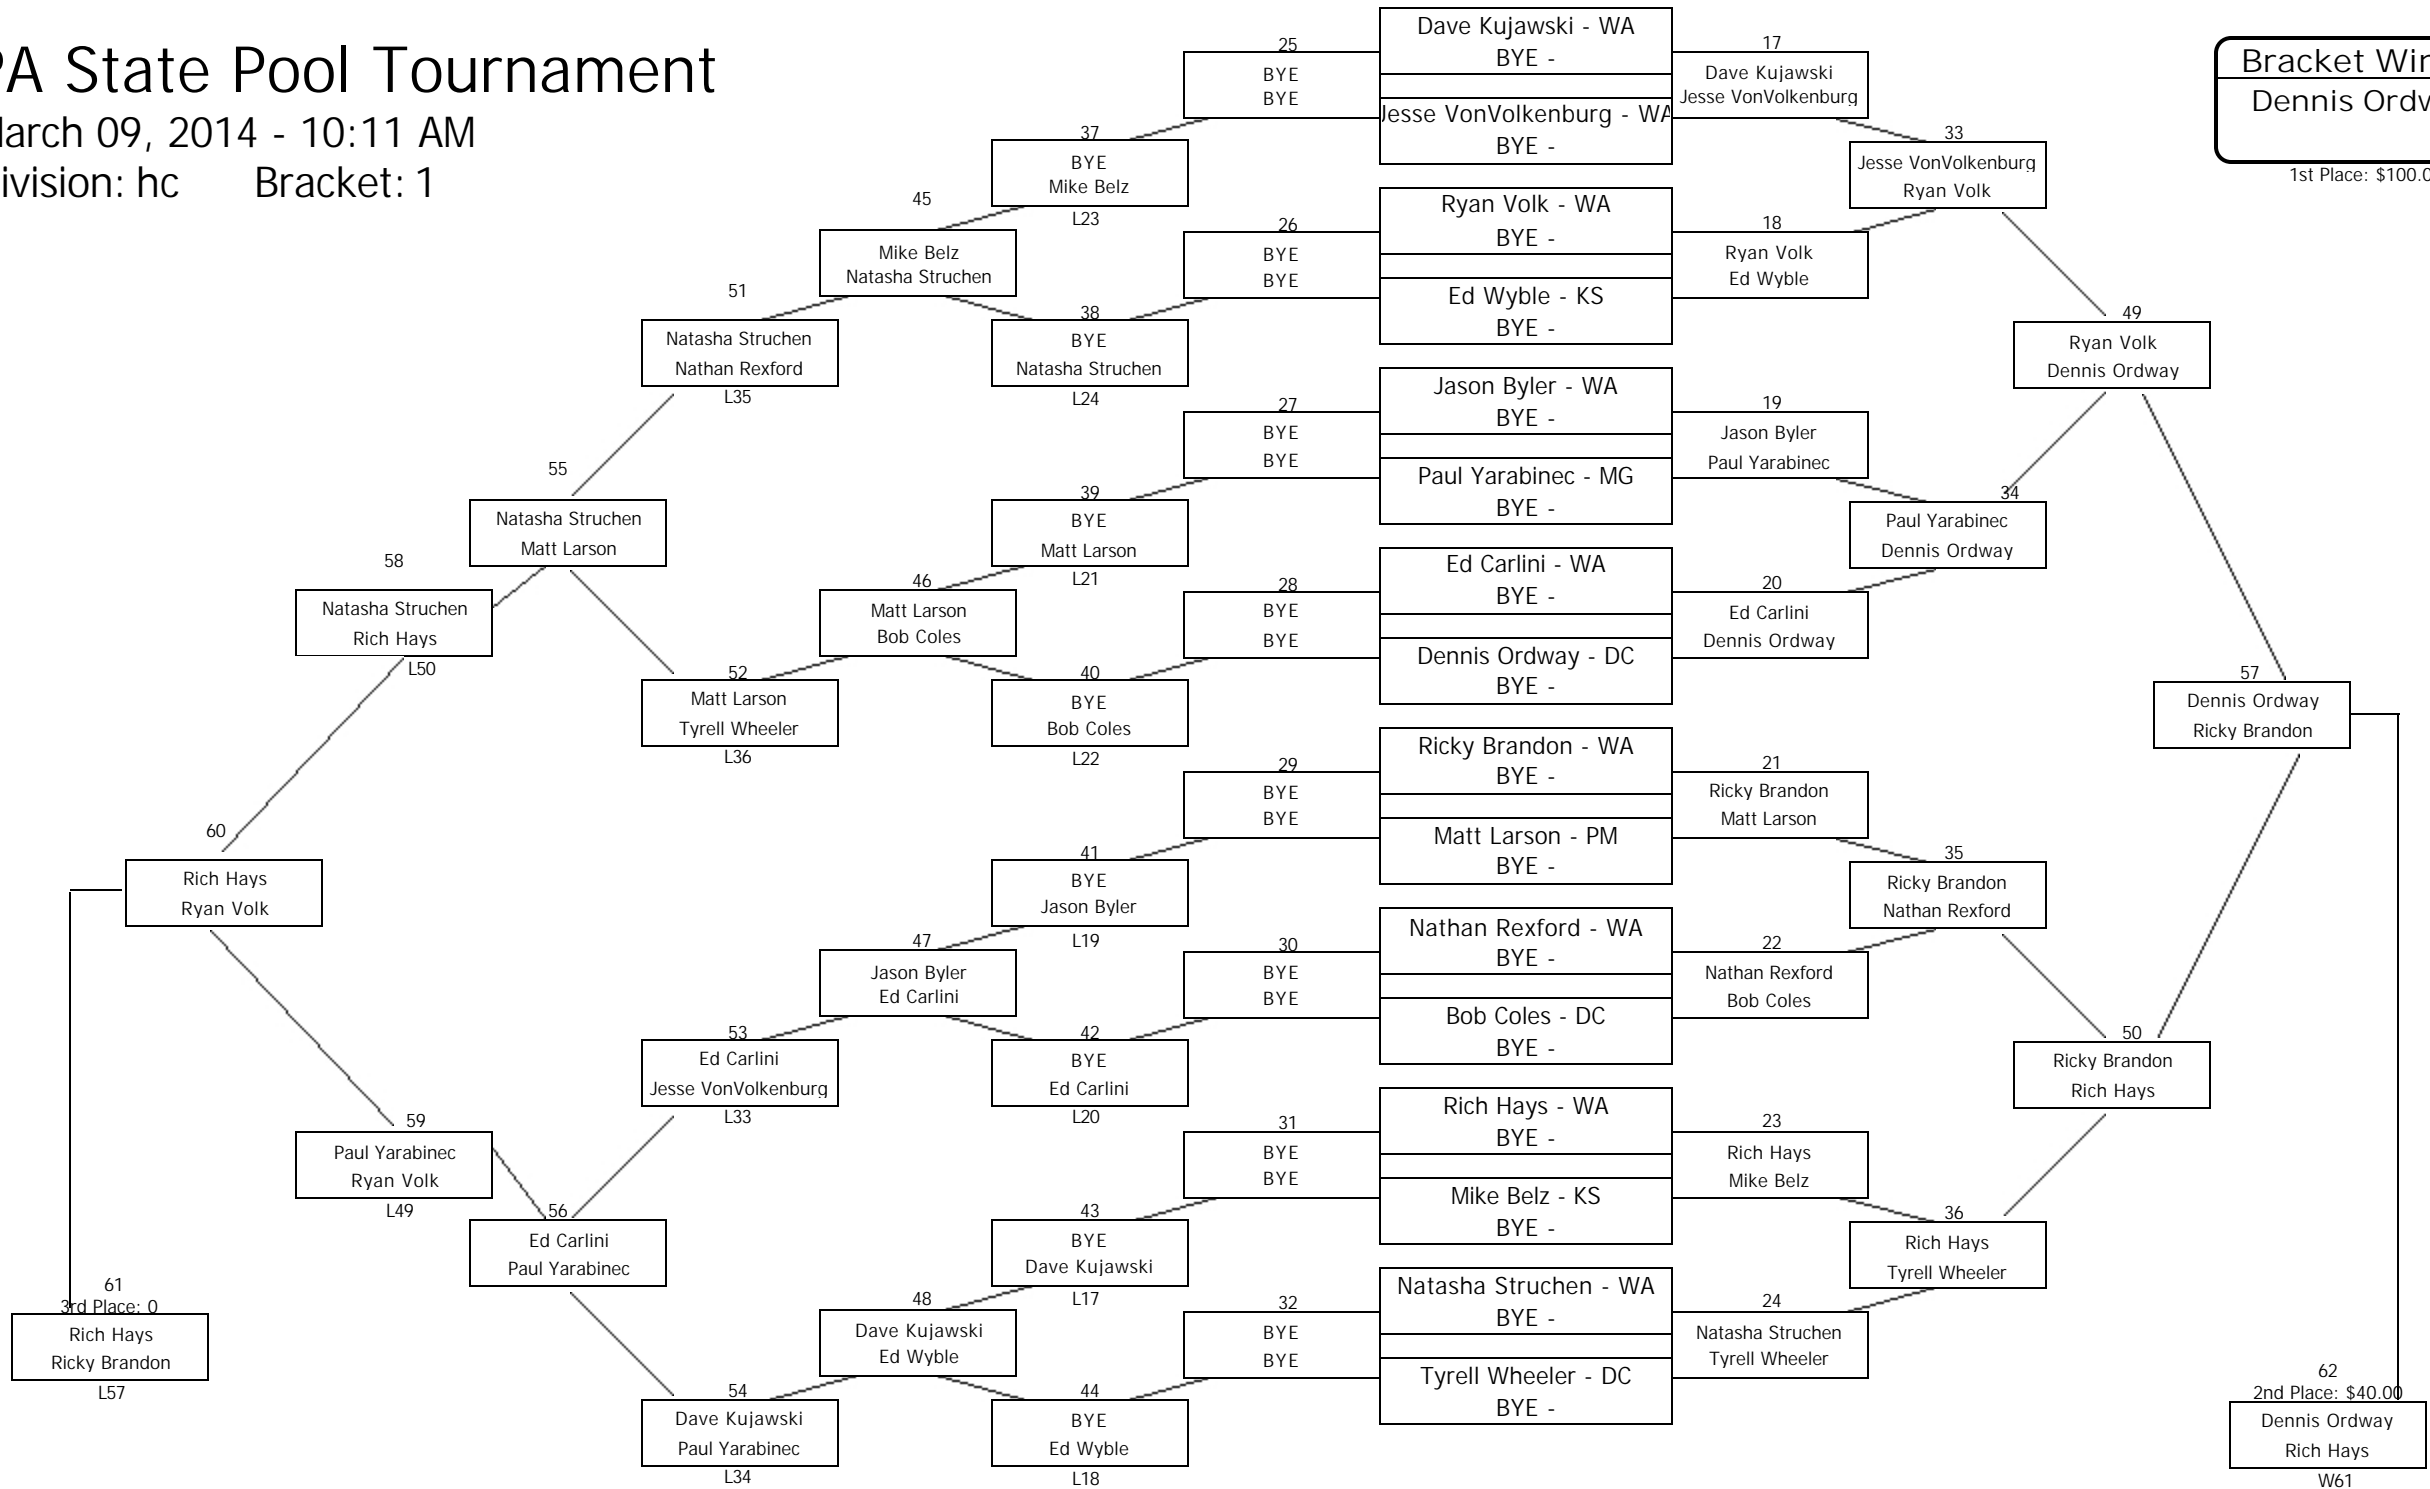 PA State Pool Tournament
March 09, 2014 - 10:11 AM
ivision: hc Bracket: 1
Bracket Win
Dennis Ordw
1st Place: $100.0
Dave Kujawski - WA
BYE -
Jesse VonVolkenburg - WA
BYE -
Ryan Volk - WA
BYE -
Ed Wyble - KS
BYE -
Jason Byler - WA
BYE -
Paul Yarabinec - MG
BYE -
Ed Carlini - WA
BYE -
Dennis Ordway - DC
BYE -
Ricky Brandon - WA
BYE -
Matt Larson - PM
BYE -
Nathan Rexford - WA
BYE -
Bob Coles - DC
BYE -
Rich Hays - WA
BYE -
Mike Belz - KS
BYE -
Natasha Struchen - WA
BYE -
Tyrell Wheeler - DC
BYE -
17
Dave Kujawski
Jesse VonVolkenburg
18
Ryan Volk
Ed Wyble
19
Jason Byler
Paul Yarabinec
20
Ed Carlini
Dennis Ordway
21
Ricky Brandon
Matt Larson
22
Nathan Rexford
Bob Coles
23
Rich Hays
Mike Belz
24
Natasha Struchen
Tyrell Wheeler
33
Jesse VonVolkenburg
Ryan Volk
34
Paul Yarabinec
Dennis Ordway
35
Ricky Brandon
Nathan Rexford
36
Rich Hays
Tyrell Wheeler
49
Ryan Volk
Dennis Ordway
50
Ricky Brandon
Rich Hays
57
Dennis Ordway
Ricky Brandon
62
2nd Place: $40.00
Dennis Ordway
Rich Hays
W61
25
BYE
BYE
26
BYE
BYE
27
BYE
BYE
28
BYE
BYE
29
BYE
BYE
30
BYE
BYE
31
BYE
BYE
32
BYE
BYE
37
BYE
Mike Belz
L23
38
BYE
Natasha Struchen
L24
39
BYE
Matt Larson
L21
40
BYE
Bob Coles
L22
41
BYE
Jason Byler
L19
42
BYE
Ed Carlini
L20
43
BYE
Dave Kujawski
L17
44
BYE
Ed Wyble
L18
45
Mike Belz
Natasha Struchen
46
Matt Larson
Bob Coles
47
Jason Byler
Ed Carlini
48
Dave Kujawski
Ed Wyble
51
Natasha Struchen
Nathan Rexford
L35
52
Matt Larson
Tyrell Wheeler
L36
53
Ed Carlini
Jesse VonVolkenburg
L33
54
Dave Kujawski
Paul Yarabinec
L34
55
Natasha Struchen
Matt Larson
56
Ed Carlini
Paul Yarabinec
58
Natasha Struchen
Rich Hays
L50
59
Paul Yarabinec
Ryan Volk
L49
60
Rich Hays
Ryan Volk
61
3rd Place: 0
Rich Hays
Ricky Brandon
L57